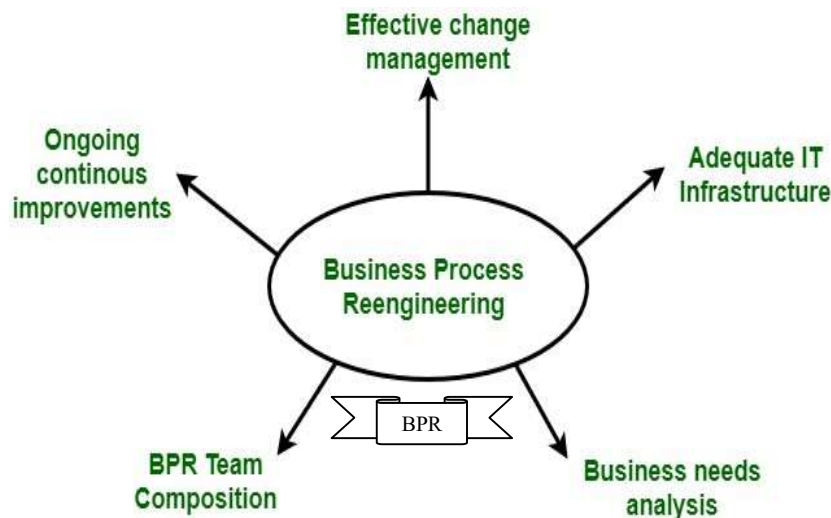 Effective change
management
Ongoing
continous
improvements
Adequate IT
Infrastructure
Business Process
Reengineering
BPR
BPR Team
Composition
Business needs
analysis